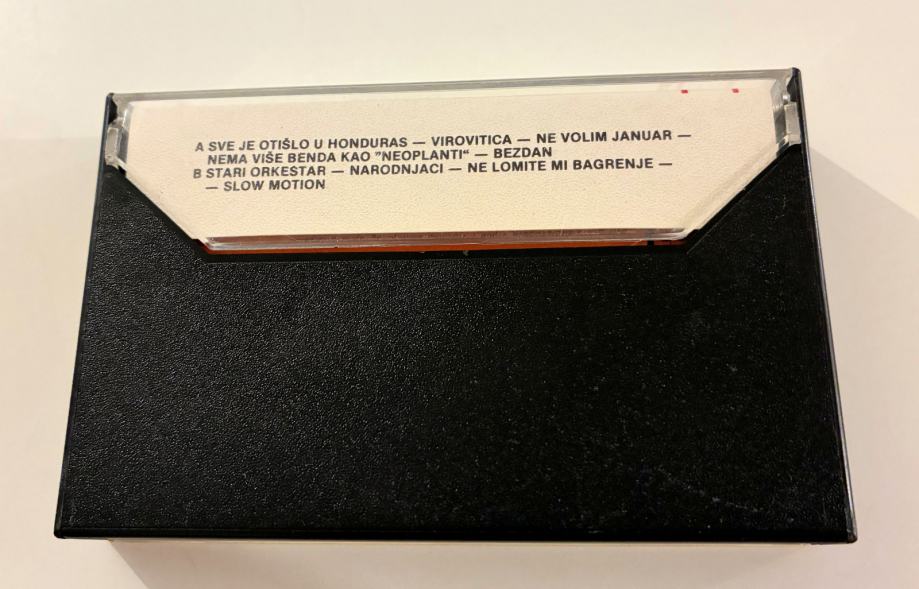 A SVE JE OTIŠLO U HONDURAS — VIROVITICA — NE VOLIM JANUAR —
NEMA VIŠE BENDA KAO "NEOPLANTI“ — BEZDAN
B STARI ORKESTAR — NARODNJACI — NE LOMITE MI BAGRENJE —
— SLOW MOTION